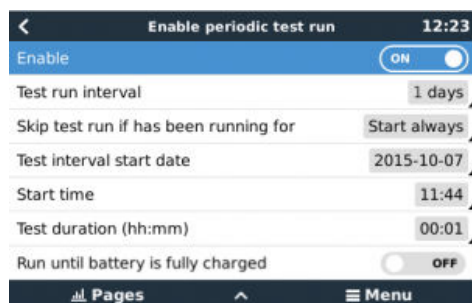 Enable periodic test run 12:23
Enable ON
Test run interval 1 days
Skip test run if has been running for Start always
Test interval start date 2015-10-07
Start time 11:44
Test duration (hh:mm) 00:01
Run until battery is fully charged OFF
Pages Menu